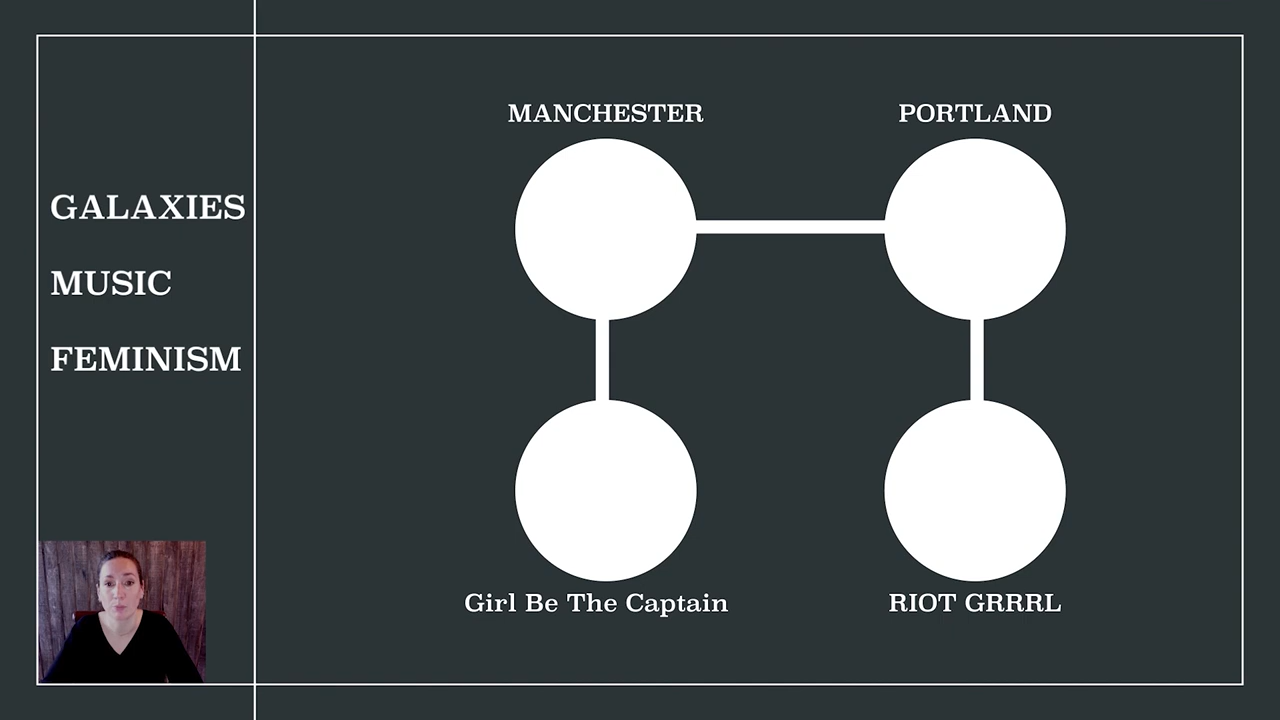 GALAXIES
MUSIC
FEMINISM
MANCHESTER
PORTLAND
Girl Be The Captain
RIOT GRRRL